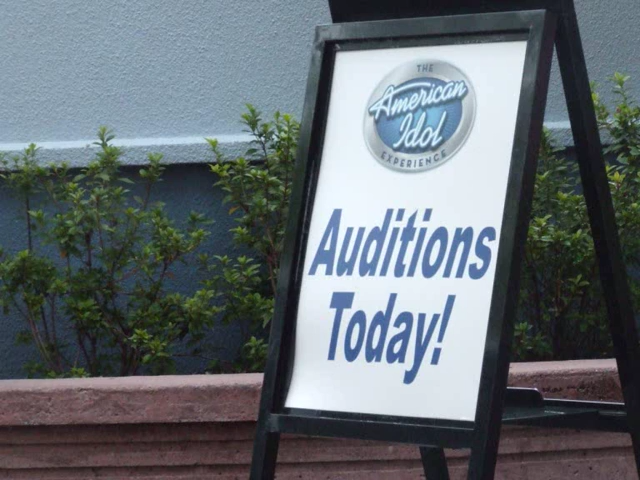 THE
American
Idol
EXPERIENCE
Auditions
Today!